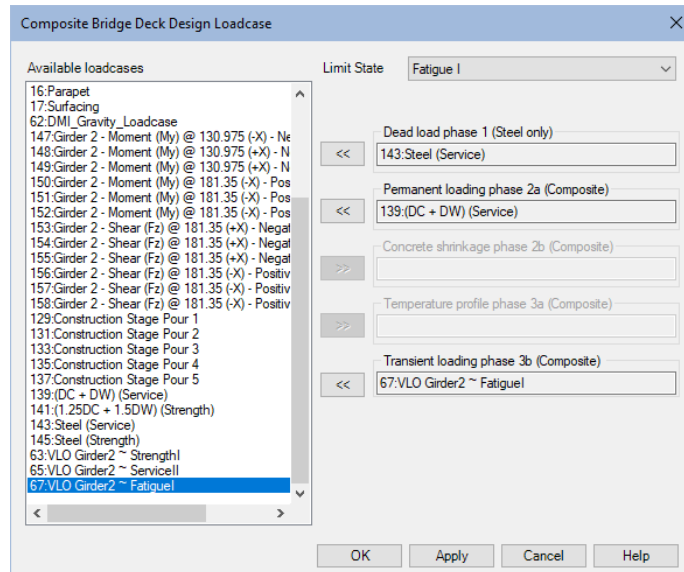 Composite Bridge Deck Design Loadcase
Available loadcases
16:Parapet
17:Surfacing
62:DMI_Gravity_Loadcase
147:Girder 2 - Moment (My) @ 130.975 (-X) - Ne
148:Girder 2 - Moment (My) @ 130.975 (+X) - N
149:Girder 2 - Moment (My) @ 130.975 (+X) - N
150:Girder 2 - Moment (My) @ 181.35 (-X) - Pos
151:Girder 2 - Moment (My) @ 181.35 (-X) - Pos
152:Girder 2 - Moment (My) @ 181.35 (-X) - Pos
153:Girder 2 - Shear (Fz) @ 181.35 (+X) - Negat
154:Girder 2 - Shear (Fz) @ 181.35 (+X) - Negat
155:Girder 2 - Shear (Fz) @ 181.35 (+X) - Negat
156:Girder 2 - Shear (Fz) @ 181.35 (-X) - Positiv
157:Girder 2 - Shear (Fz) @ 181.35 (-X) - Positiv
158:Girder 2 - Shear (Fz) @ 181.35 (-X) - Positiv
129:Construction Stage Pour 1
131:Construction Stage Pour 2
133:Construction Stage Pour 3
135:Construction Stage Pour 4
137:Construction Stage Pour 5
139:(DC + DW) (Service)
141:(1.25DC + 1.5DW) (Strength)
143:Steel (Service)
145:Steel (Strength)
63:VLO Girder2 ~ StrengthI
65:VLO Girder2 ~ ServiceII
67:VLO Girder2 ~ FatigueI
Limit State
Fatigue I
Dead load phase 1 (Steel only)
<< 143:Steel (Service)
Permanent loading phase 2a (Composite)
<< 139:(DC + DW) (Service)
Concrete shrinkage phase 2b (Composite)
>>
Temperature profile phase 3a (Composite)
>>
Transient loading phase 3b (Composite)
<< 67:VLO Girder2 ~ FatigueI
OK Apply Cancel Help